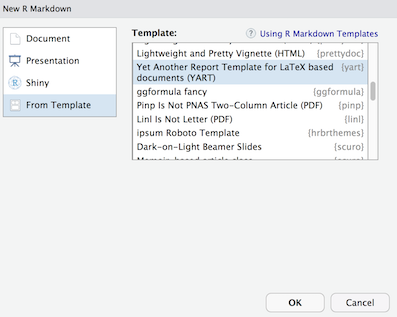 New R Markdown
Document
Presentation
Shiny
From Template
Template:
Using R Markdown Templates
Lightweight and Pretty Vignette (HTML) {prettydoc}
Yet Another Report Template for LaTeX based {yart}
documents (YART)
ggformula fancy {ggformula}
Pinp Is Not PNAS Two-Column Article (PDF) {pinp}
Linl Is Not Letter (PDF) {linl}
ipsum Roboto Template {hrbrthemes}
Dark-on-Light Beamer Slides {scuro}
OK
Cancel